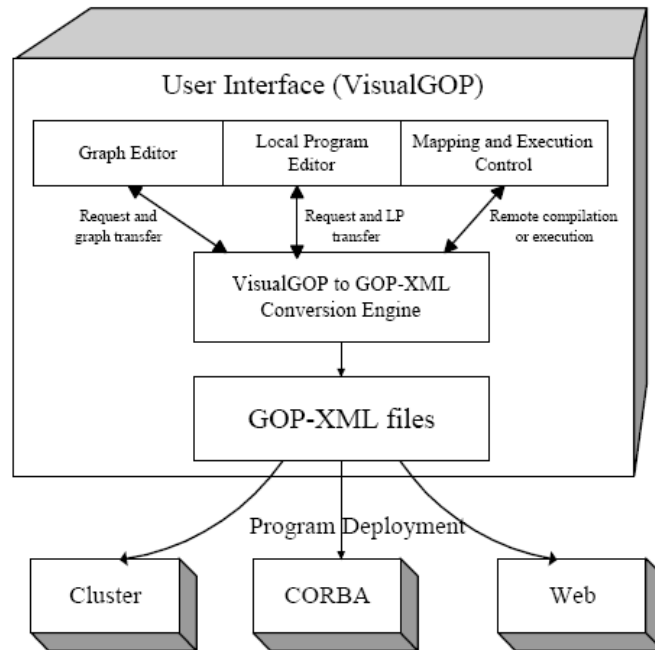 User Interface (VisualGOP)
Graph Editor
Local Program
Editor
Mapping and Execution
Control
Request and
graph transfer
Request and LP
transfer
Remote compilation
or execution
VisualGOP to GOP-XML
Conversion Engine
GOP-XML files
Program Deployment
Cluster
CORBA
Web